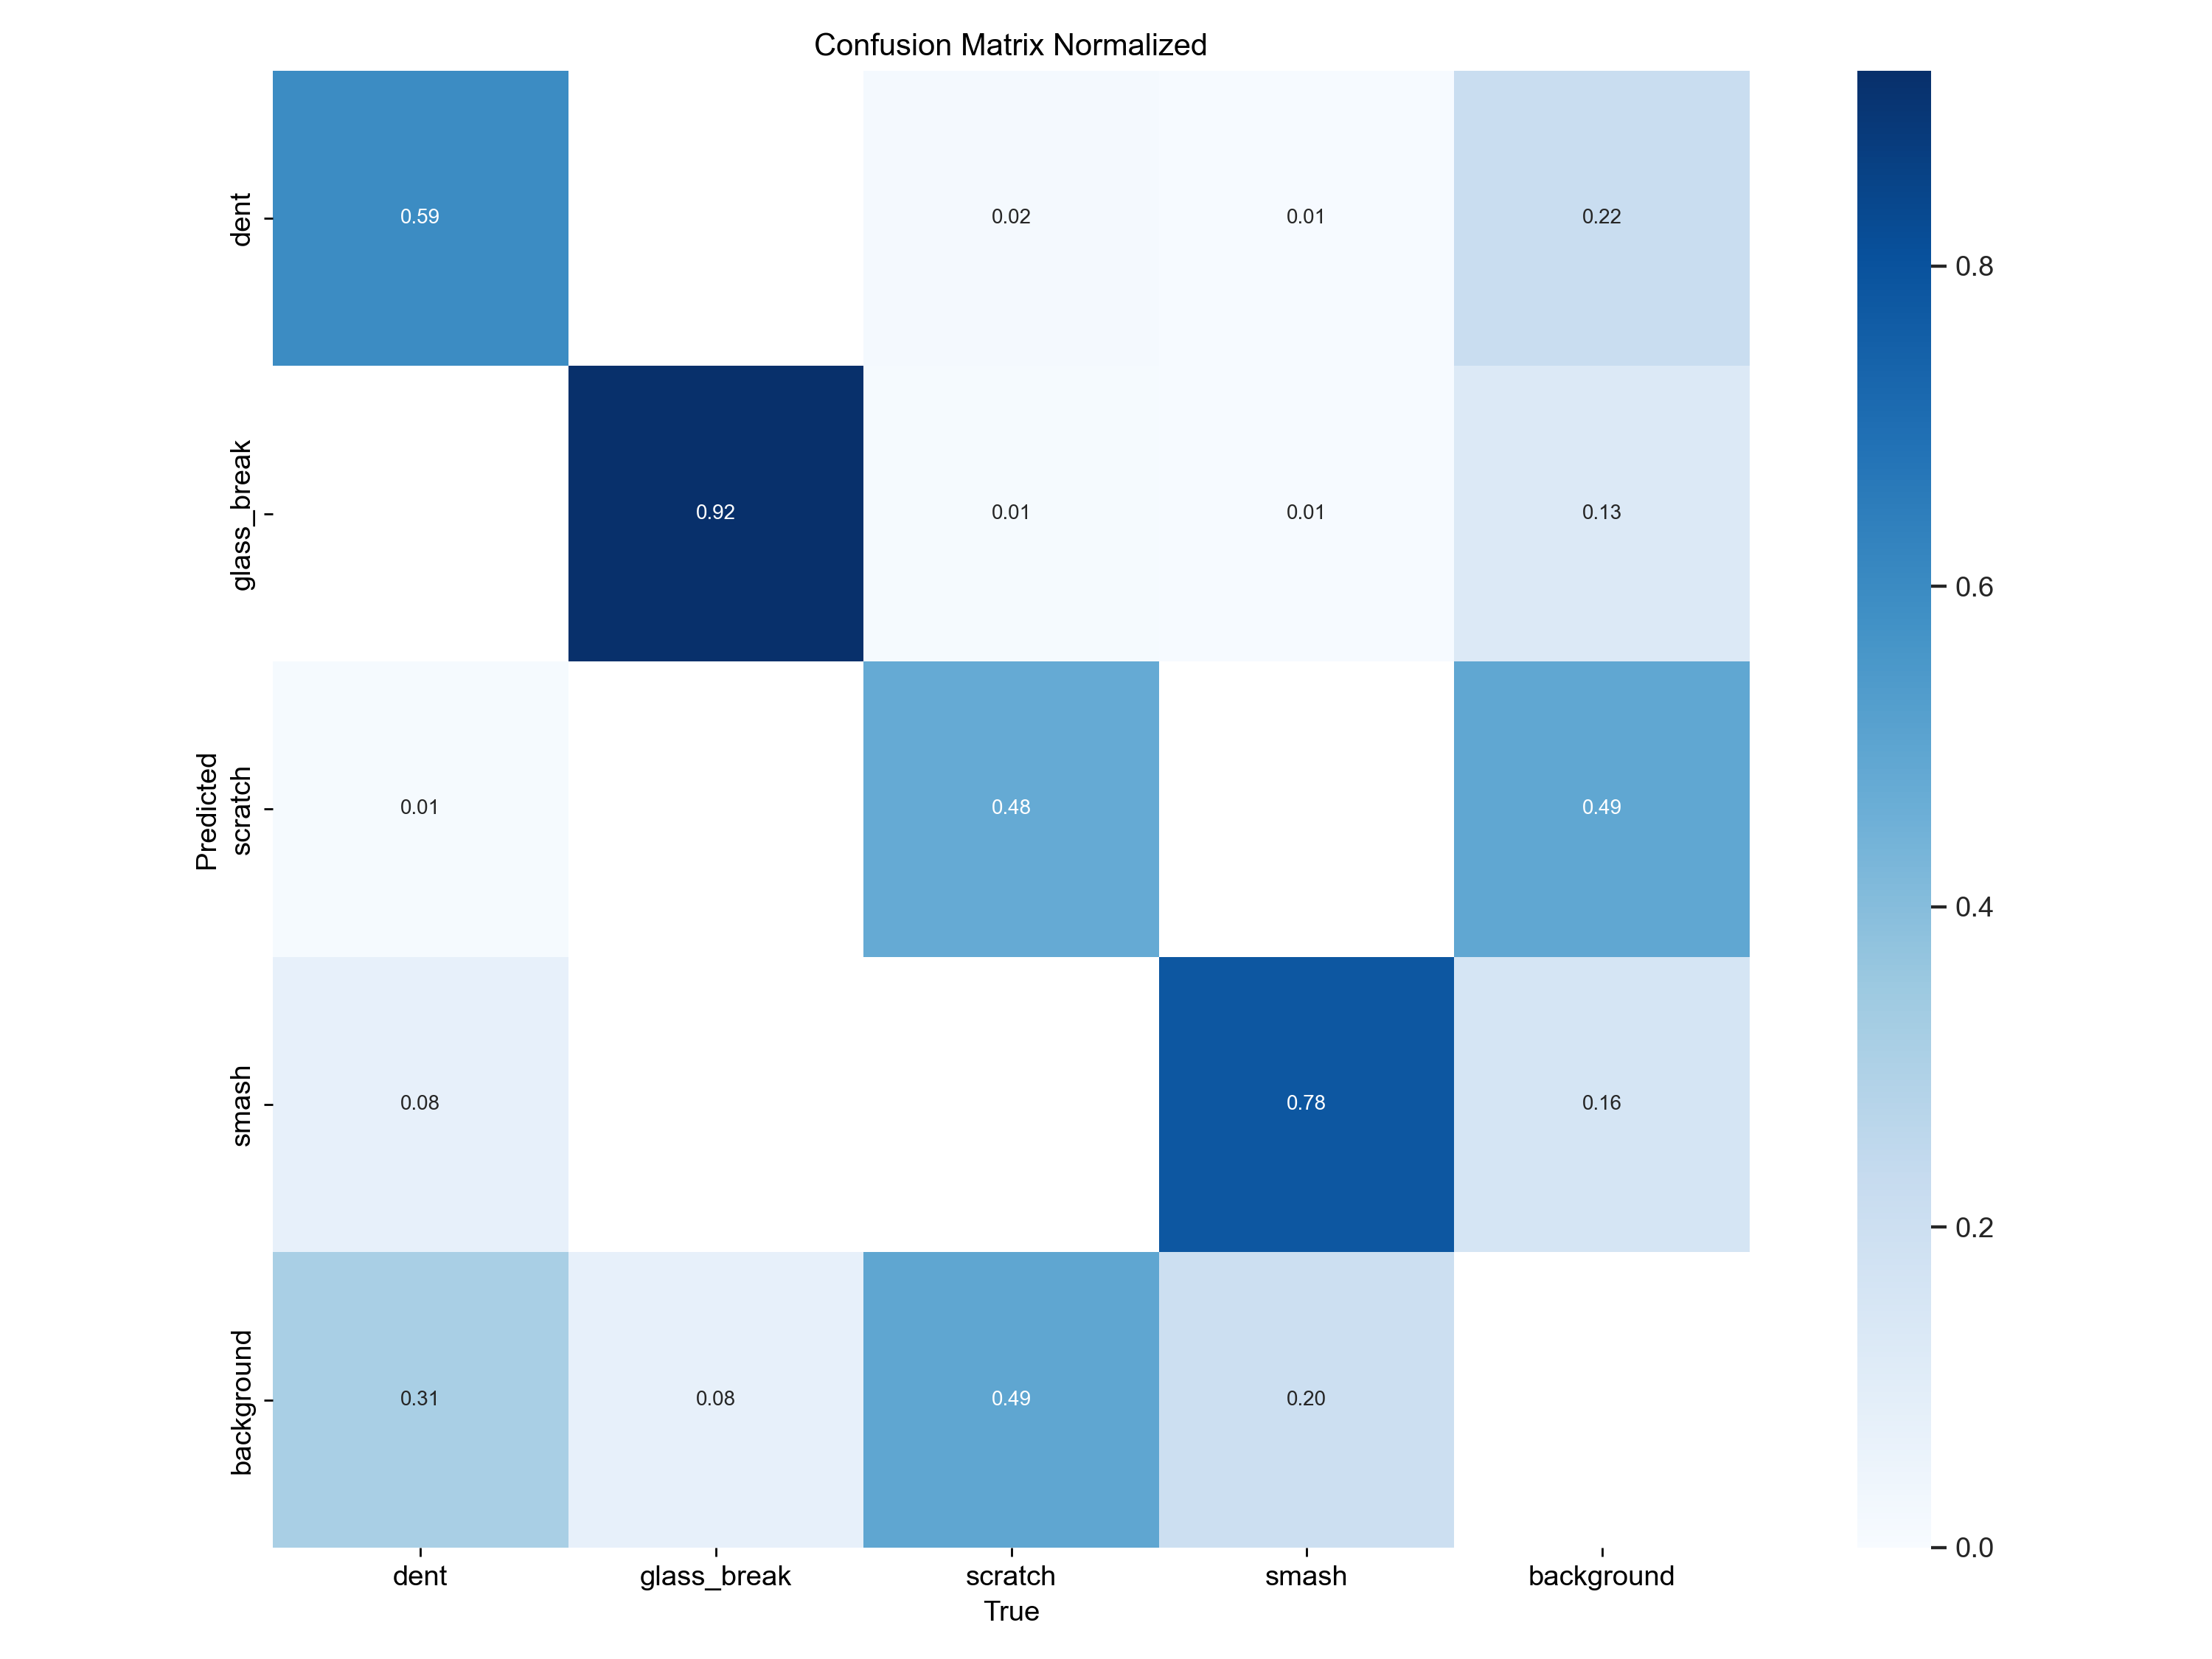 Confusion Matrix Normalized
Predicted
dent
0.59
0.02
0.01
0.22
glass_break
0.92
0.01
0.01
0.13
scratch
0.01
0.48
0.49
smash
0.08
0.78
0.16
background
0.31
0.08
0.49
0.20
dent
glass_break
scratch
smash
background
True
0.8
0.6
0.4
0.2
0.0